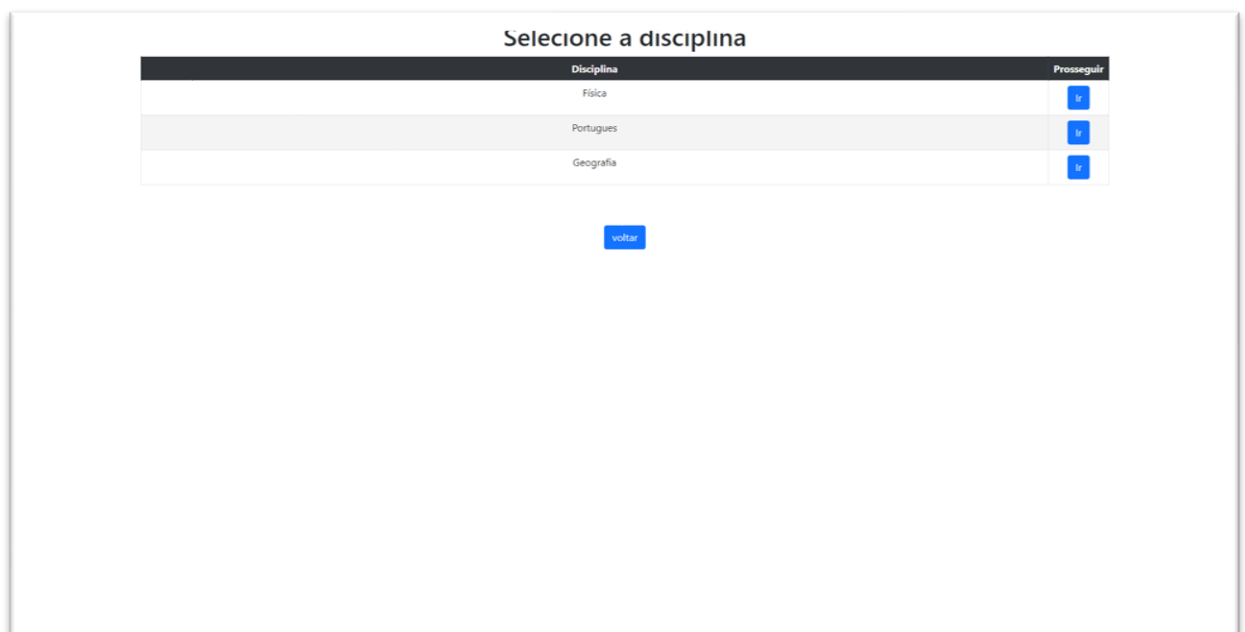 Selecione a disciplina
Disciplina Prosseguir
Física Ir
Portugues Ir
Geografia Ir
voltar